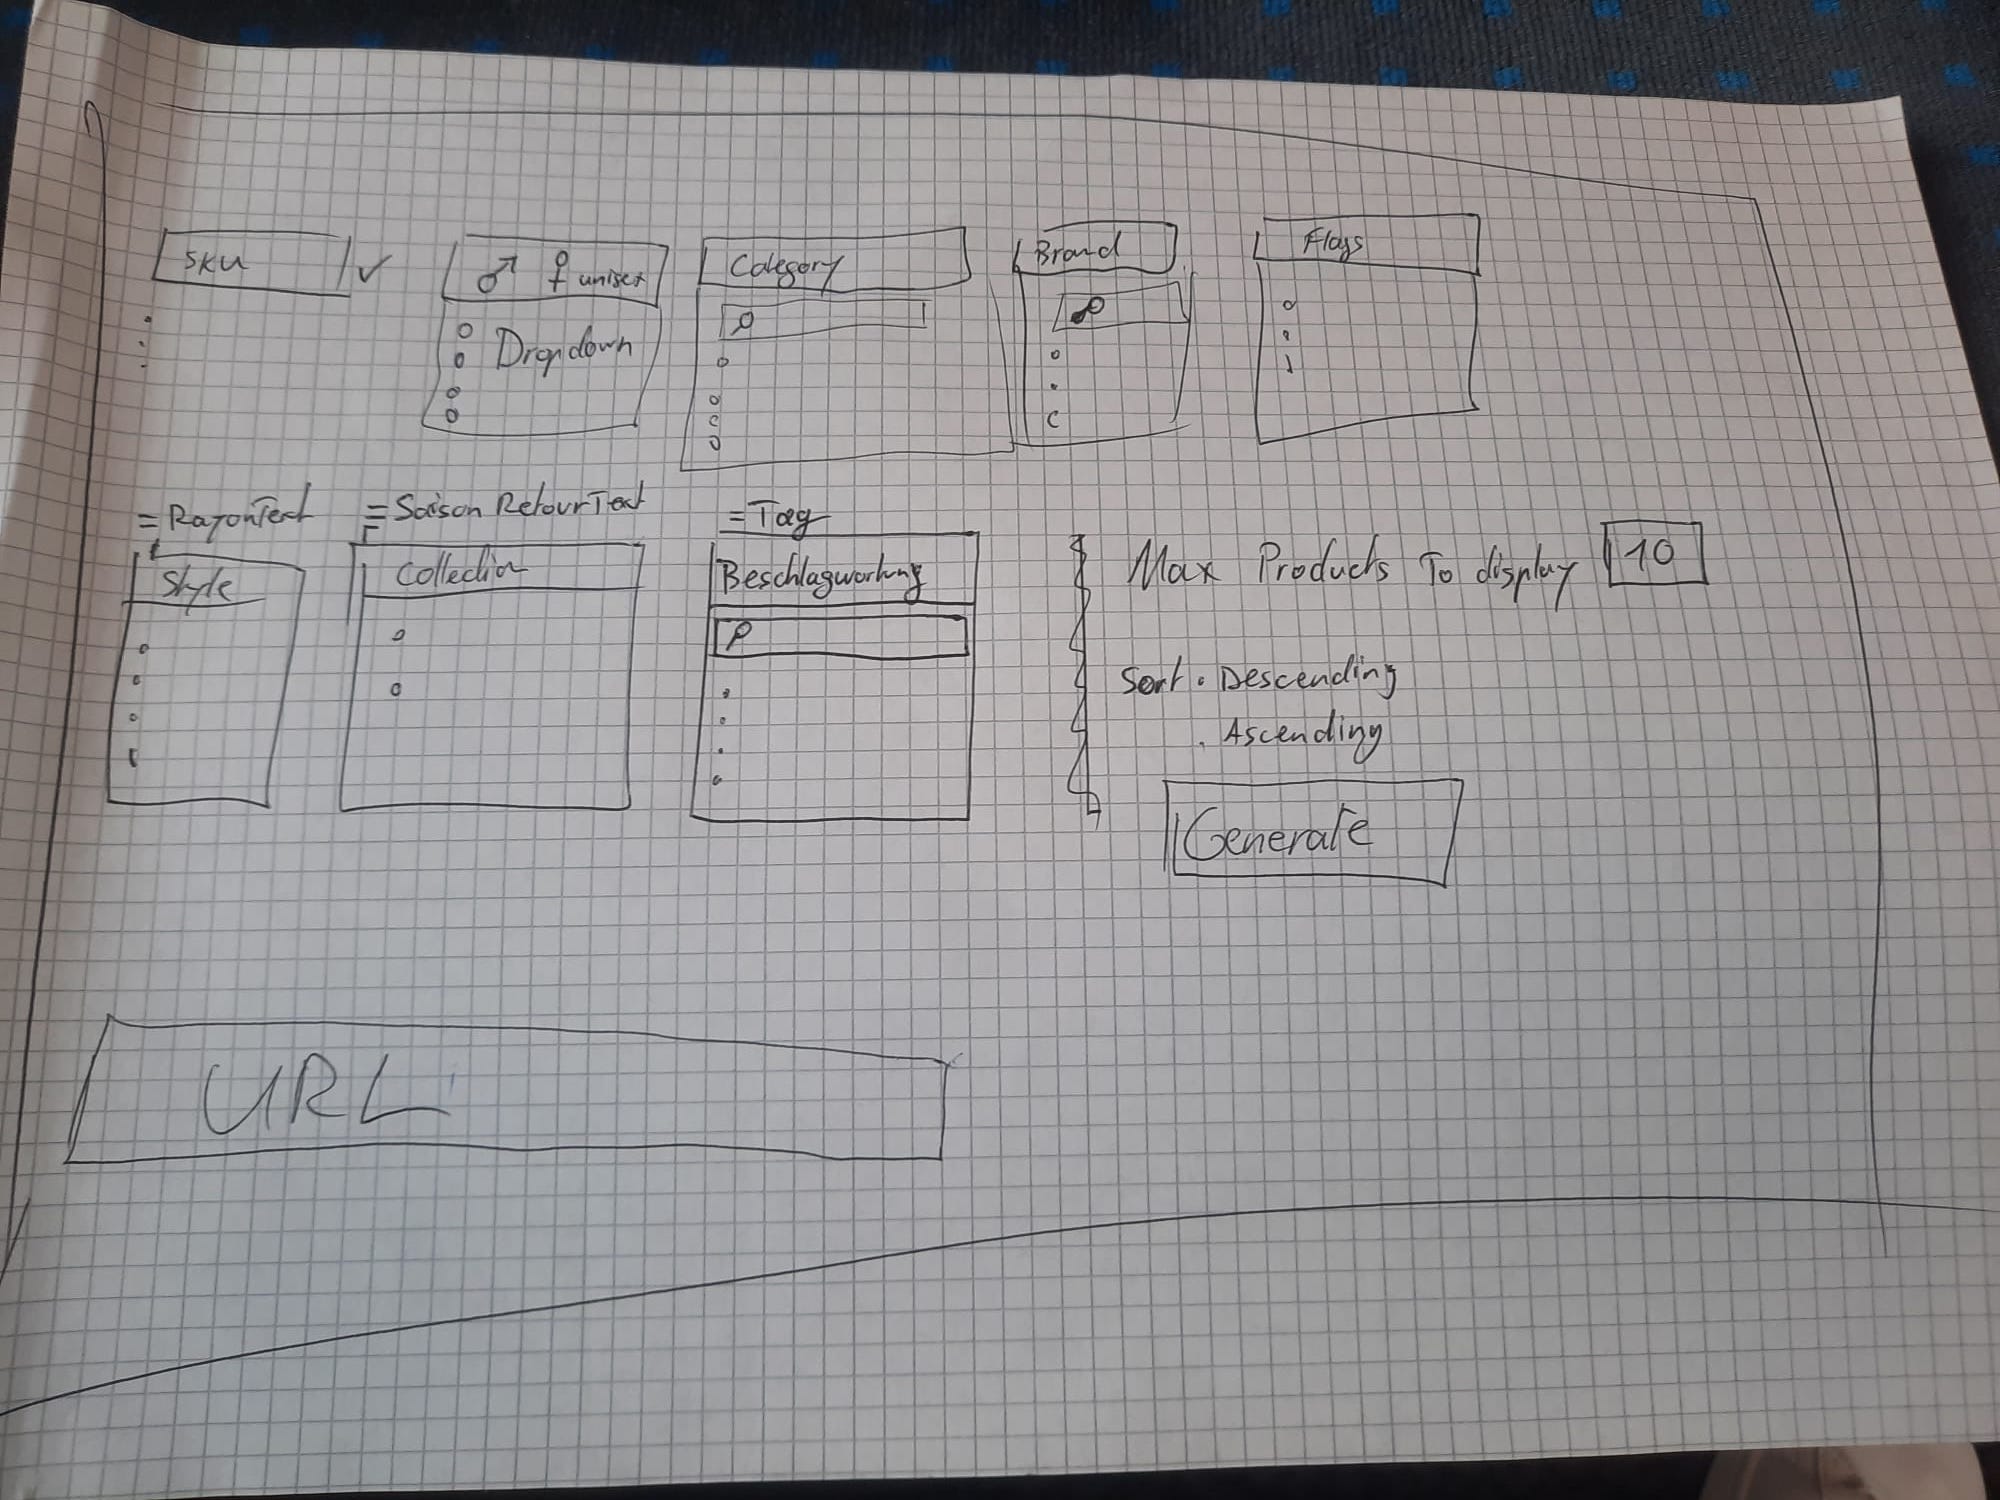 SKU
♂ ♀ unisex
Category
Brand
Flags
Dropdown
= RayonText
= Saison RetourText
= Tag
Style
Collection
Beschlagwortung
Max Products To display 10
Sort . Descending
. Ascending
Generate
URL